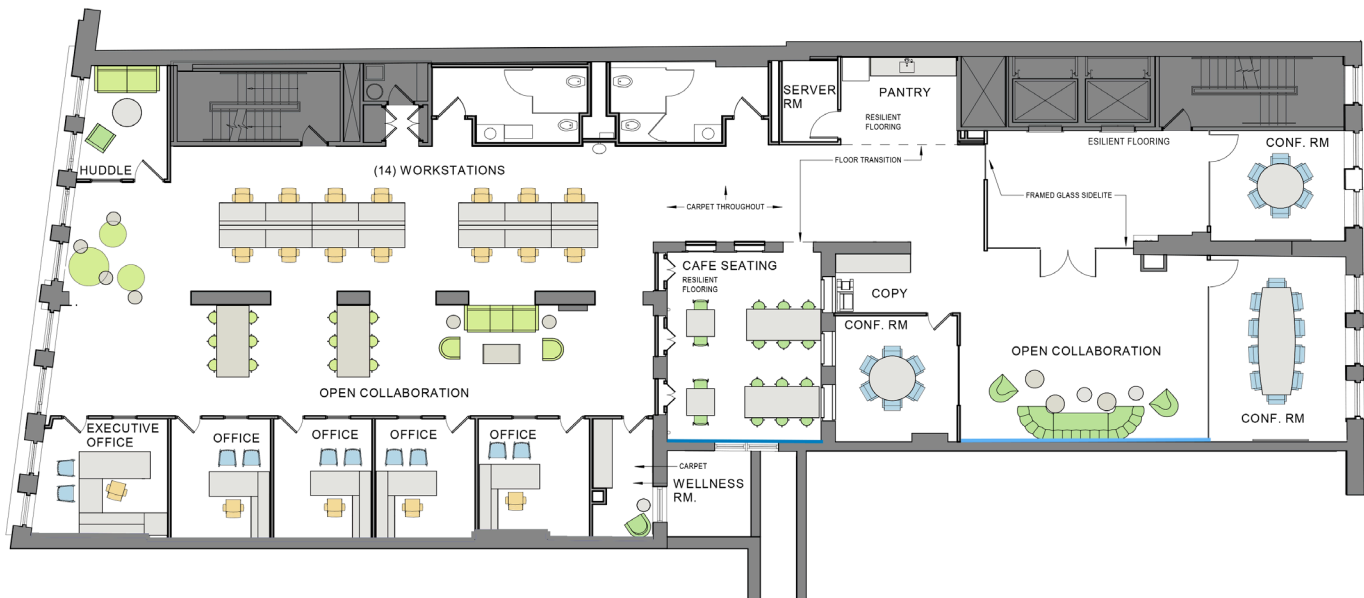 SERVER
RM
PANTRY
RESILIENT
FLOORING
ESILIENT FLOORING
CONF. RM
HUDDLE
(14) WORKSTATIONS
FLOOR TRANSITION
FRAMED GLASS SIDELITE
CARPET THROUGHOUT
CAFE SEATING
RESILIENT
FLOORING
COPY
CONF. RM
OPEN COLLABORATION
OPEN COLLABORATION
CONF. RM
EXECUTIVE
OFFICE
OFFICE
OFFICE
OFFICE
OFFICE
CARPET
WELLNESS
RM.